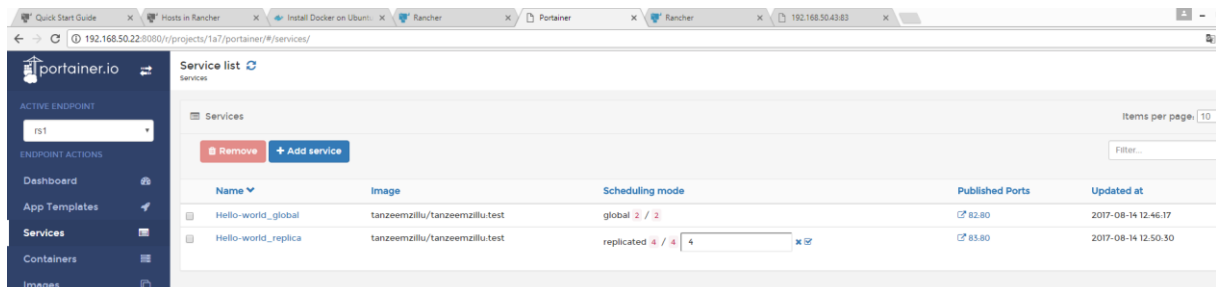 Quick Start Guide
Hosts in Rancher
Install Docker on Ubuntu
Rancher
Portainer
Rancher
192.168.50.43:83
192.168.50.22:8080/r/projects/1a7/portainer/#/services/
portainer.io
Service list
Services
ACTIVE ENDPOINT
rs1
ENDPOINT ACTIONS
Dashboard
App Templates
Services
Containers
Images
Services
Items per page: 10
Remove
+ Add service
Filter...
Name Image Scheduling mode Published Ports Updated at
Hello-world_global tanzeemzillu/tanzeemzillu:test global 2 / 2 82:80 2017-08-14 12:46:17
Hello-world_replica tanzeemzillu/tanzeemzillu:test replicated 4 / 4 4 83:80 2017-08-14 12:50:30